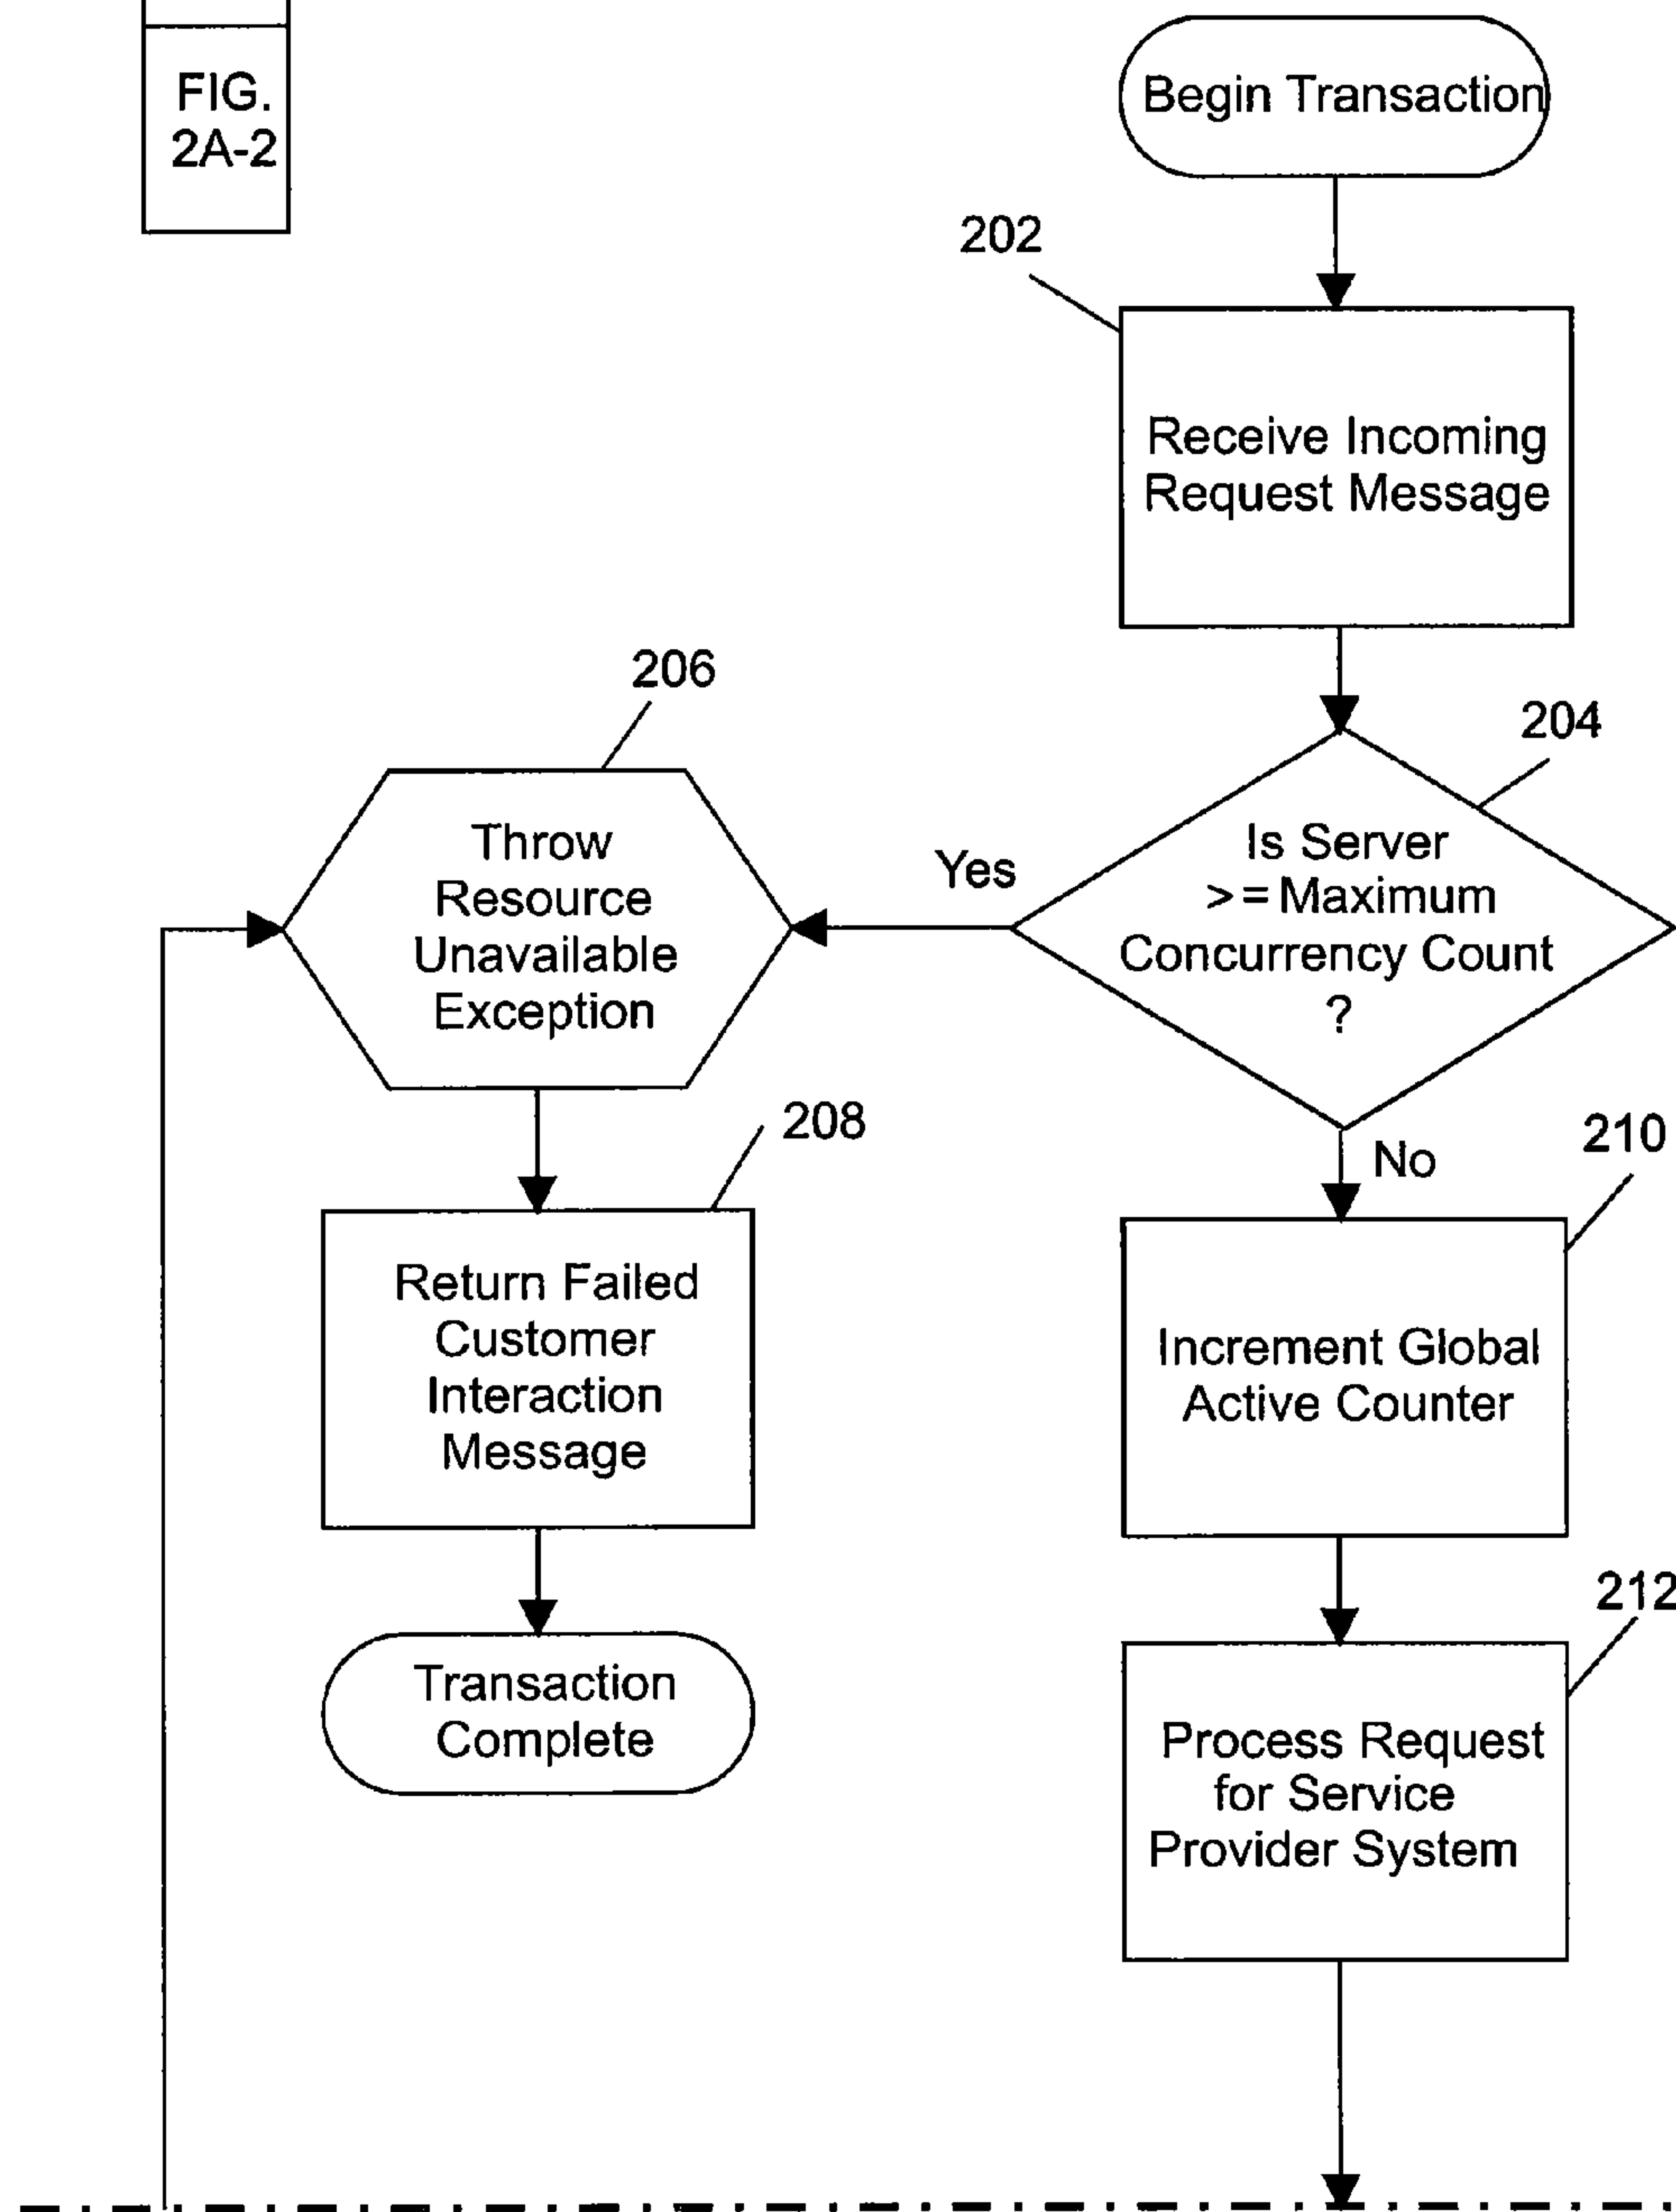 FIG.
2A-2
Begin Transaction
202
Receive Incoming
Request Message
206
204
Throw
Resource
Unavailable
Exception
Yes
Is Server
>=Maximum
Concurrency Count
?
208
No
210
Return Failed
Customer
Interaction
Message
Increment Global
Active Counter
212
Transaction
Complete
Process Request
for Service
Provider System